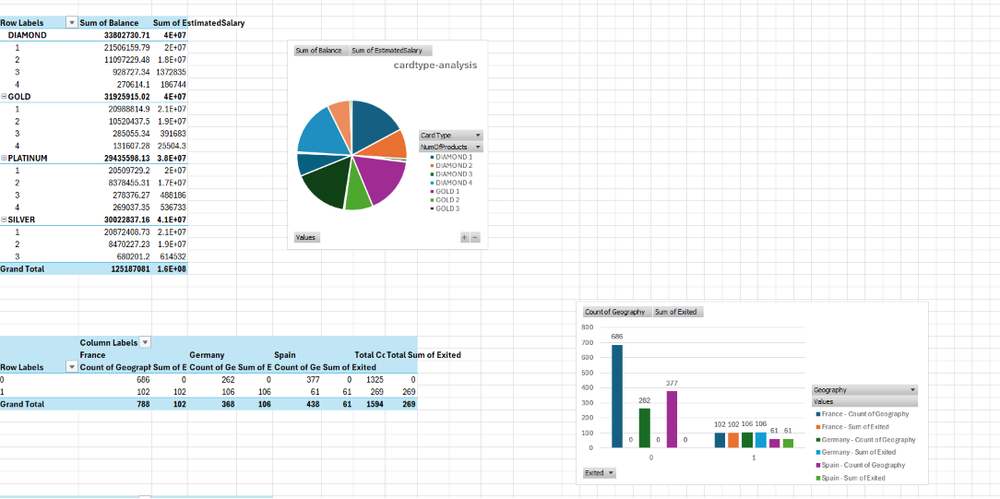 Row Labels Sum of Balance Sum of EstimatedSalary
DIAMOND 33802730.71 4E+07
1 21506159.79 2E+07
2 11097229.48 1.8E+07
3 928727.34 1372835
4 270614.1 186744
GOLD 31925915.02 4E+07
1 20988814.9 2.1E+07
2 10520437.5 1.9E+07
3 285055.34 391683
4 131607.28 25504.3
PLATINUM 29435598.13 3.8E+07
1 20509729.2 2E+07
2 8378455.31 1.7E+07
3 278376.27 488186
4 269037.35 536733
SILVER 30022837.16 4.1E+07
1 20872408.73 2.1E+07
2 8470227.23 1.9E+07
3 680201.2 614532
Grand Total 125187081 1.6E+08
Sum of Balance Sum of EstimatedSalary
cardtype-analysis
Card Type
NumOfProducts
DIAMOND 1
DIAMOND 2
DIAMOND 3
DIAMOND 4
GOLD 1
GOLD 2
GOLD 3
Values + -
Column Labels
France Germany Spain Total Cc Total Sum of Exited
Row Labels Count of Geograph Sum of E Count of Ge Sum of E Count of Ge Sum of Exited
0 686 0 262 0 377 0 1325 0
1 102 102 106 106 61 61 269 269
Grand Total 788 102 368 106 438 61 1594 269
Count of Geography Sum of Exited
800
700
600
500
400
300
200
100
0
686 0 262 0 377 0
102 102 106 106 61 61
0 1
Exited
Geography
Values
France - Count of Geography
France - Sum of Exited
Germany - Count of Geography
Germany - Sum of Exited
Spain - Count of Geography
Spain - Sum of Exited